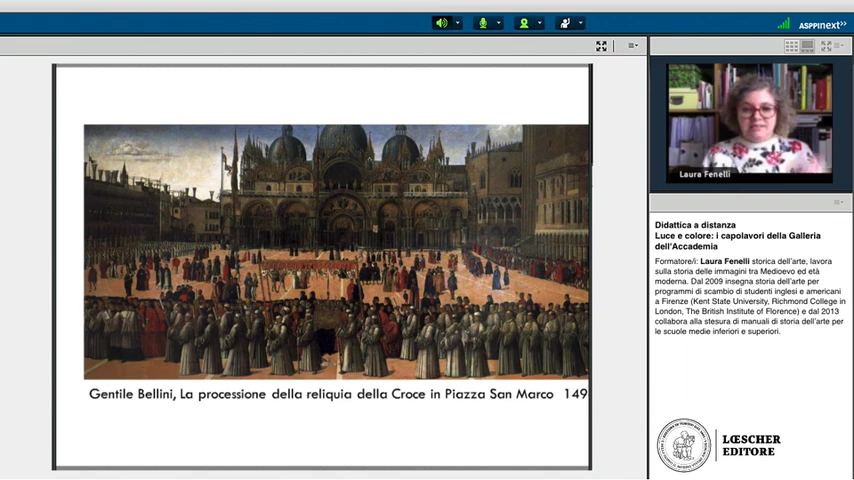 ASPPInext>>
Gentile Bellini, La processione della reliquia della Croce in Piazza San Marco 149
Laura Fenelli
Didattica a distanza
Luce e colore: i capolavori della Galleria
dell'Accademia
Formatore/i: Laura Fenelli storica dell'arte, lavora
sulla storia delle immagini tra Medioevo ed età
moderna. Dal 2009 insegna storia dell'arte per
programmi di scambio di studenti inglesi e americani
a Firenze (Kent State University, Richmond College in
London, The British Institute of Florence) e dal 2013
collabora alla stesura di manuali di storia dell'arte per
le scuole medie inferiori e superiori.
LŒSCHER
EDITORE